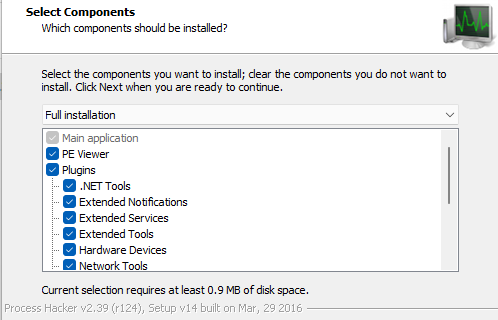 Select Components
Which components should be installed?
Select the components you want to install; clear the components you do not want to
install. Click Next when you are ready to continue.
Full installation
Main application
PE Viewer
Plugins
.NET Tools
Extended Notifications
Extended Services
Extended Tools
Hardware Devices
Network Tools
Current selection requires at least 0.9 MB of disk space.
Process Hacker v2.39 (r124), Setup v14 built on Mar, 29 2016